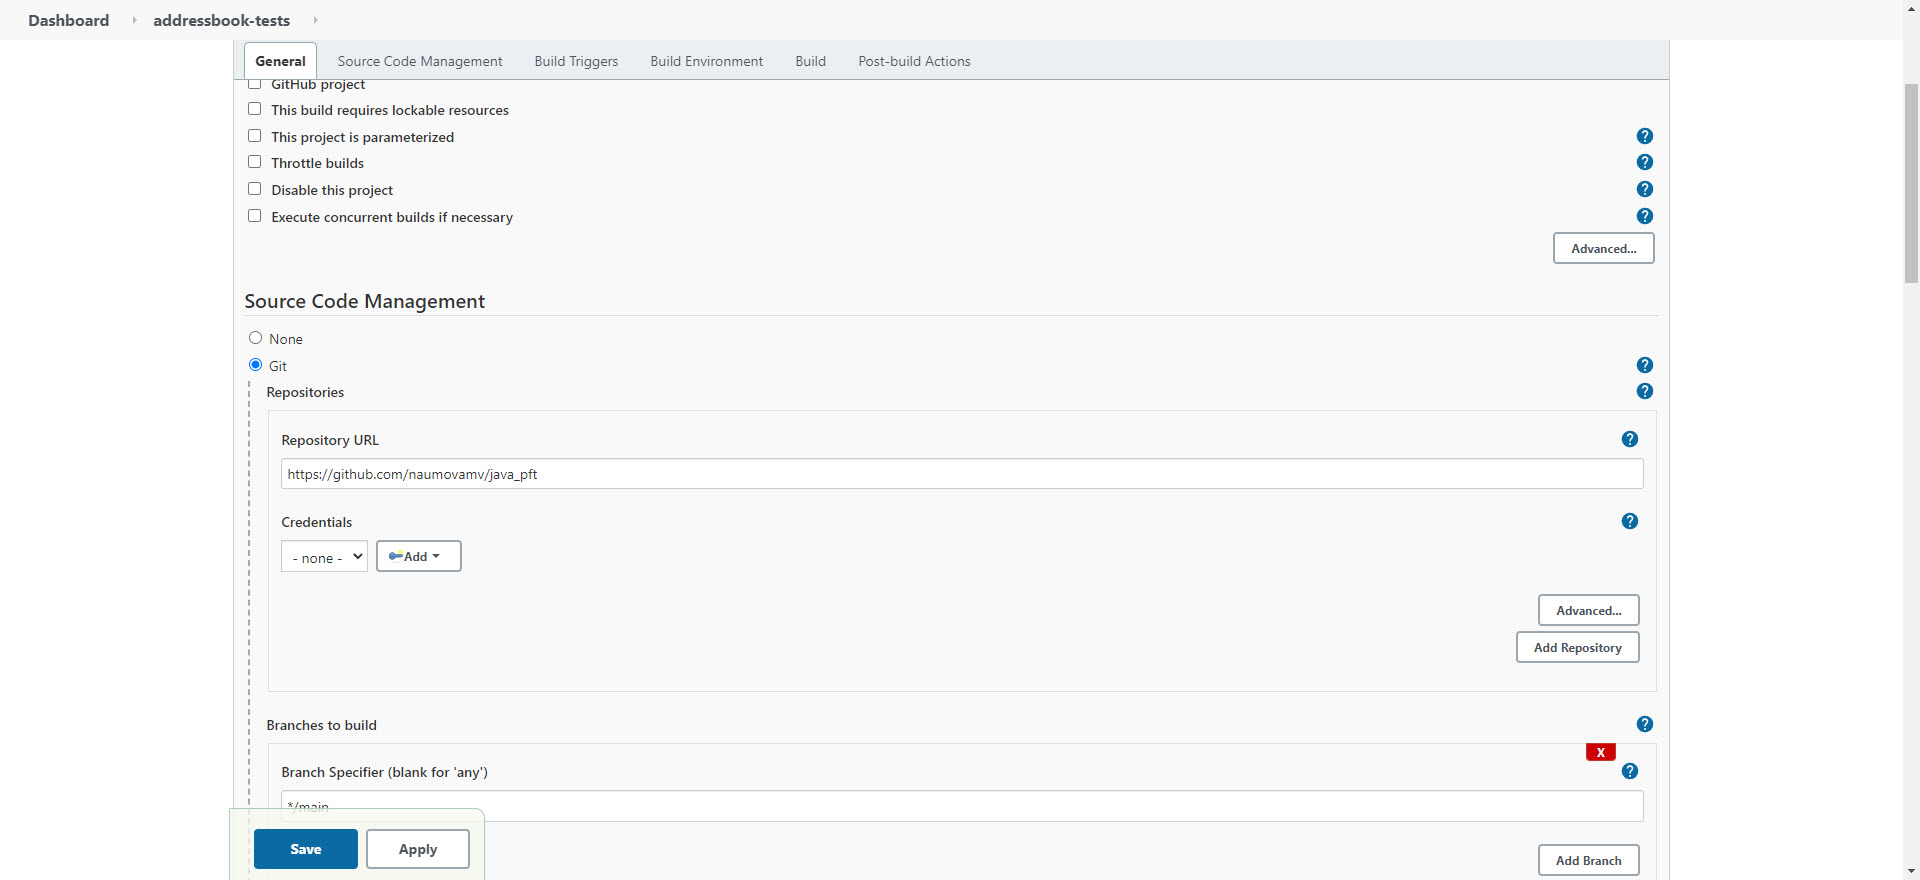 Dashboard addressbook-tests
General Source Code Management Build Triggers Build Environment Build Post-build Actions
GitHub project
This build requires lockable resources
This project is parameterized ?
Throttle builds ?
Disable this project ?
Execute concurrent builds if necessary ?
Advanced...
Source Code Management
None
Git ?
Repositories ?
Repository URL ?
https://github.com/naumovamv/java_pft
Credentials ?
- none - Add
Advanced...
Add Repository
Branches to build ?
X
Branch Specifier (blank for 'any') ?
*/main
Save Apply
Add Branch